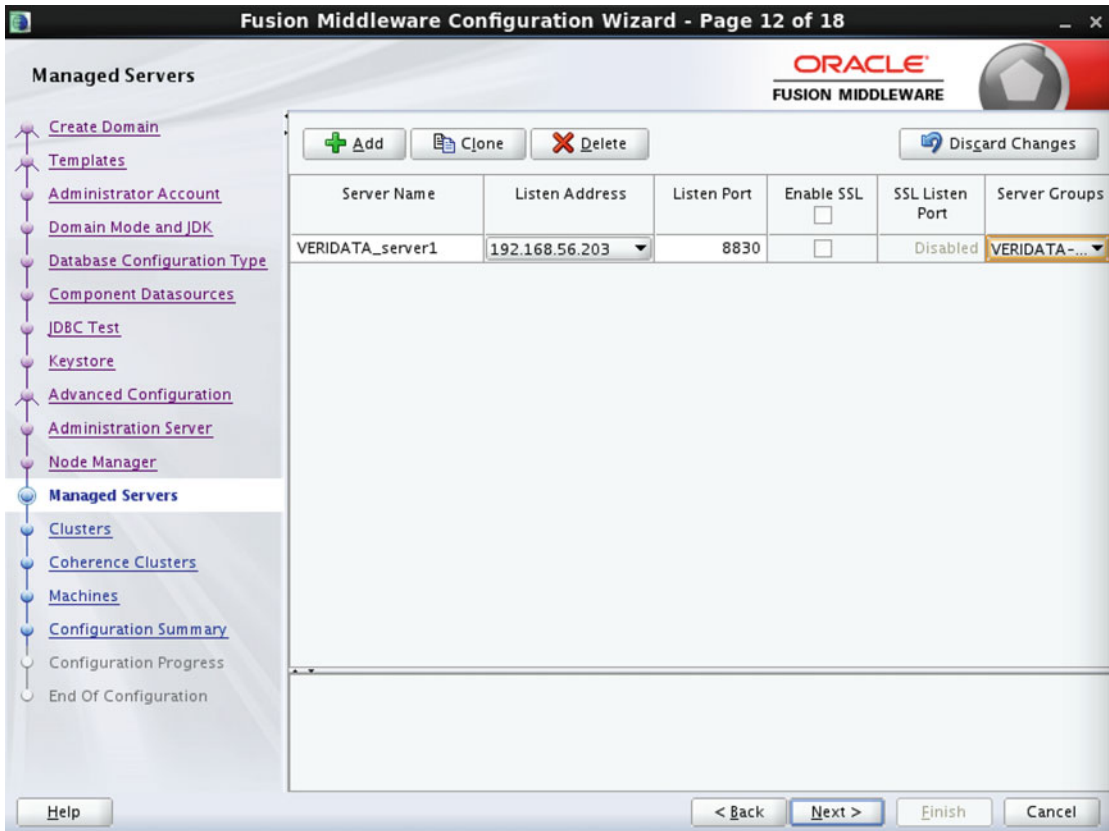 Fusion Middleware Configuration Wizard - Page 12 of 18
Managed Servers
ORACLE
FUSION MIDDLEWARE
Create Domain
Templates
Administrator Account
Domain Mode and JDK
Database Configuration Type
Component Datasources
JDBC Test
Keystore
Advanced Configuration
Administration Server
Node Manager
Managed Servers
Clusters
Coherence Clusters
Machines
Configuration Summary
Configuration Progress
End Of Configuration
Add Clone Delete Discard Changes
Server Name Listen Address Listen Port Enable SSL SSL Listen Port Server Groups
VERIDATA_server1 192.168.56.203 8830 Disabled VERIDATA-...
Help < Back Next > Finish Cancel